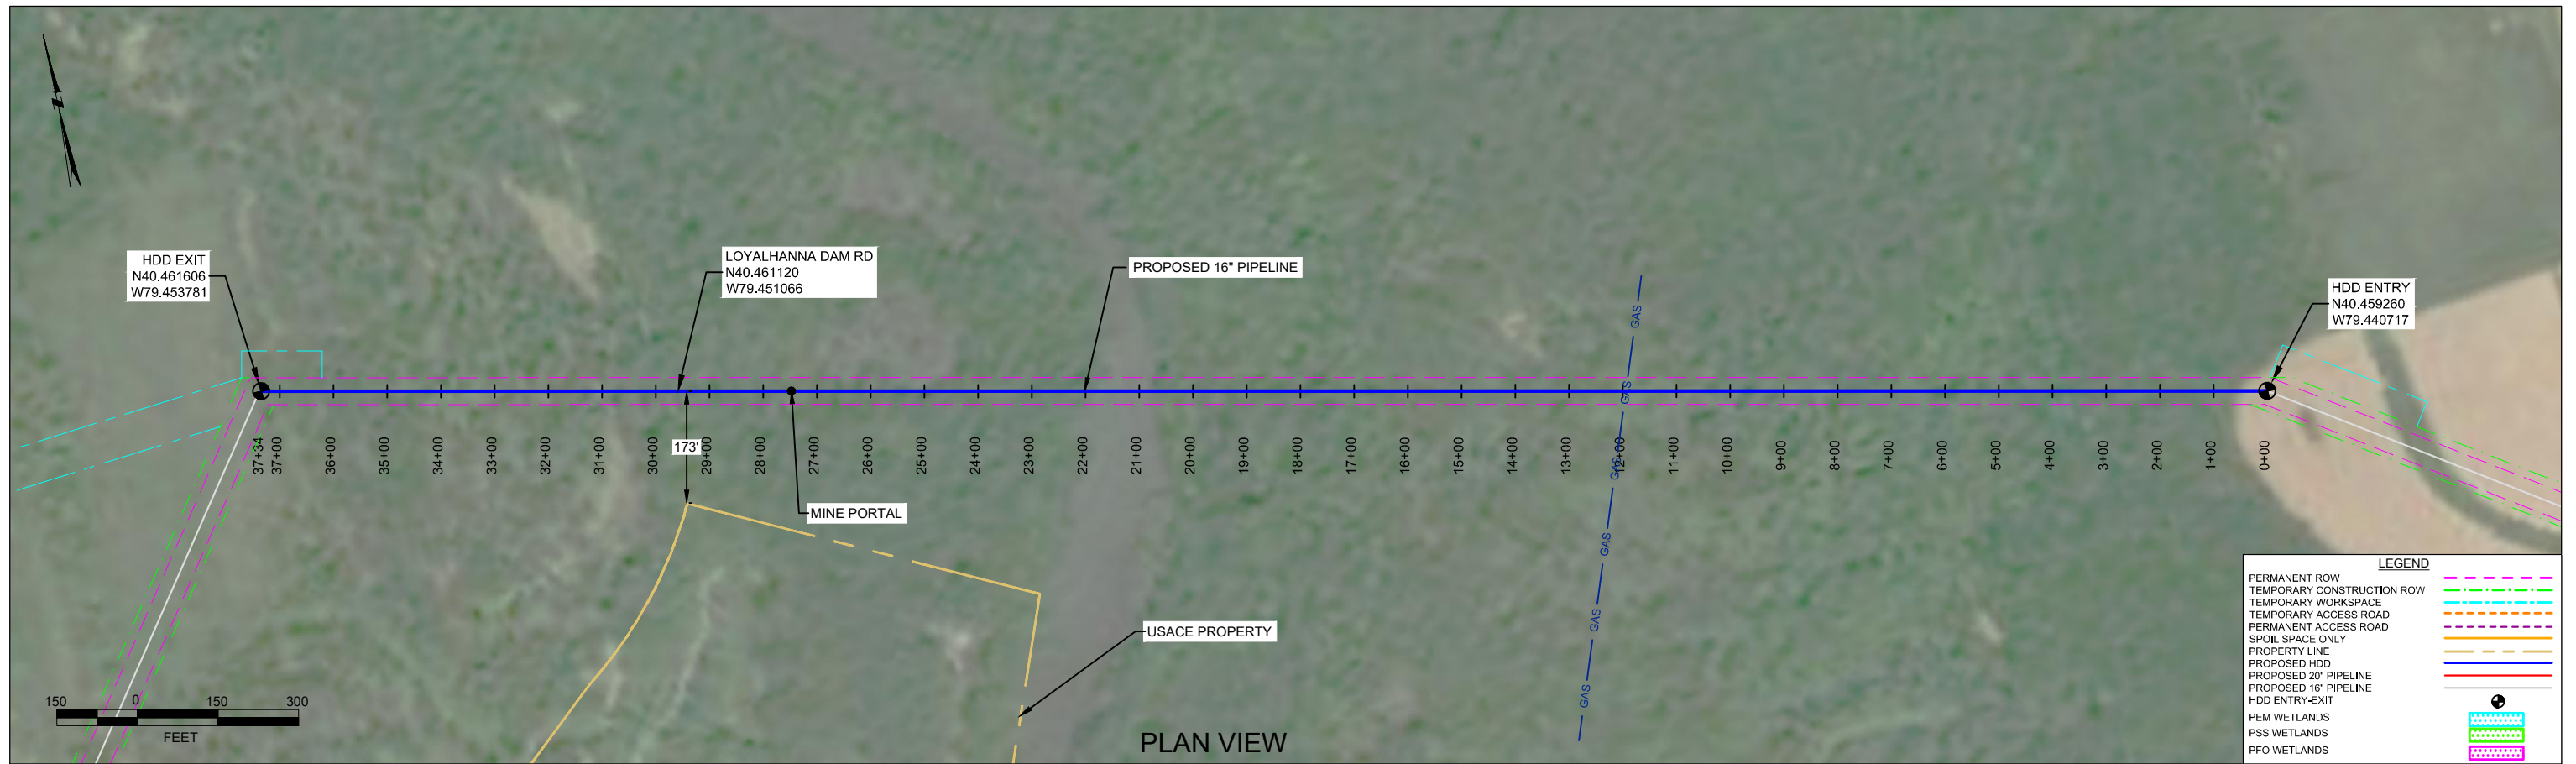 HDD EXIT
N40.461606
W79.453781
LOYALHANNA DAM RD
N40.461120
W79.451066
PROPOSED 16" PIPELINE
HDD ENTRY
N40.459260
W79.440717
GAS
GAS
GAS
GAS
GAS
GAS
GAS
37+34
37+00
36+00
35+00
34+00
33+00
32+00
31+00
30+00
29+00
28+00
27+00
26+00
25+00
24+00
23+00
22+00
21+00
20+00
19+00
18+00
17+00
16+00
15+00
14+00
13+00
12+00
11+00
10+00
9+00
8+00
7+00
6+00
5+00
4+00
3+00
2+00
1+00
0+00
173'
MINE PORTAL
USACE PROPERTY
150 0 150 300
FEET
PLAN VIEW
LEGEND
PERMANENT ROW
TEMPORARY CONSTRUCTION ROW
TEMPORARY WORKSPACE
TEMPORARY ACCESS ROAD
PERMANENT ACCESS ROAD
SPOIL SPACE ONLY
PROPERTY LINE
PROPOSED HDD
PROPOSED 20" PIPELINE
PROPOSED 16" PIPELINE
HDD ENTRY-EXIT
PEM WETLANDS
PSS WETLANDS
PFO WETLANDS